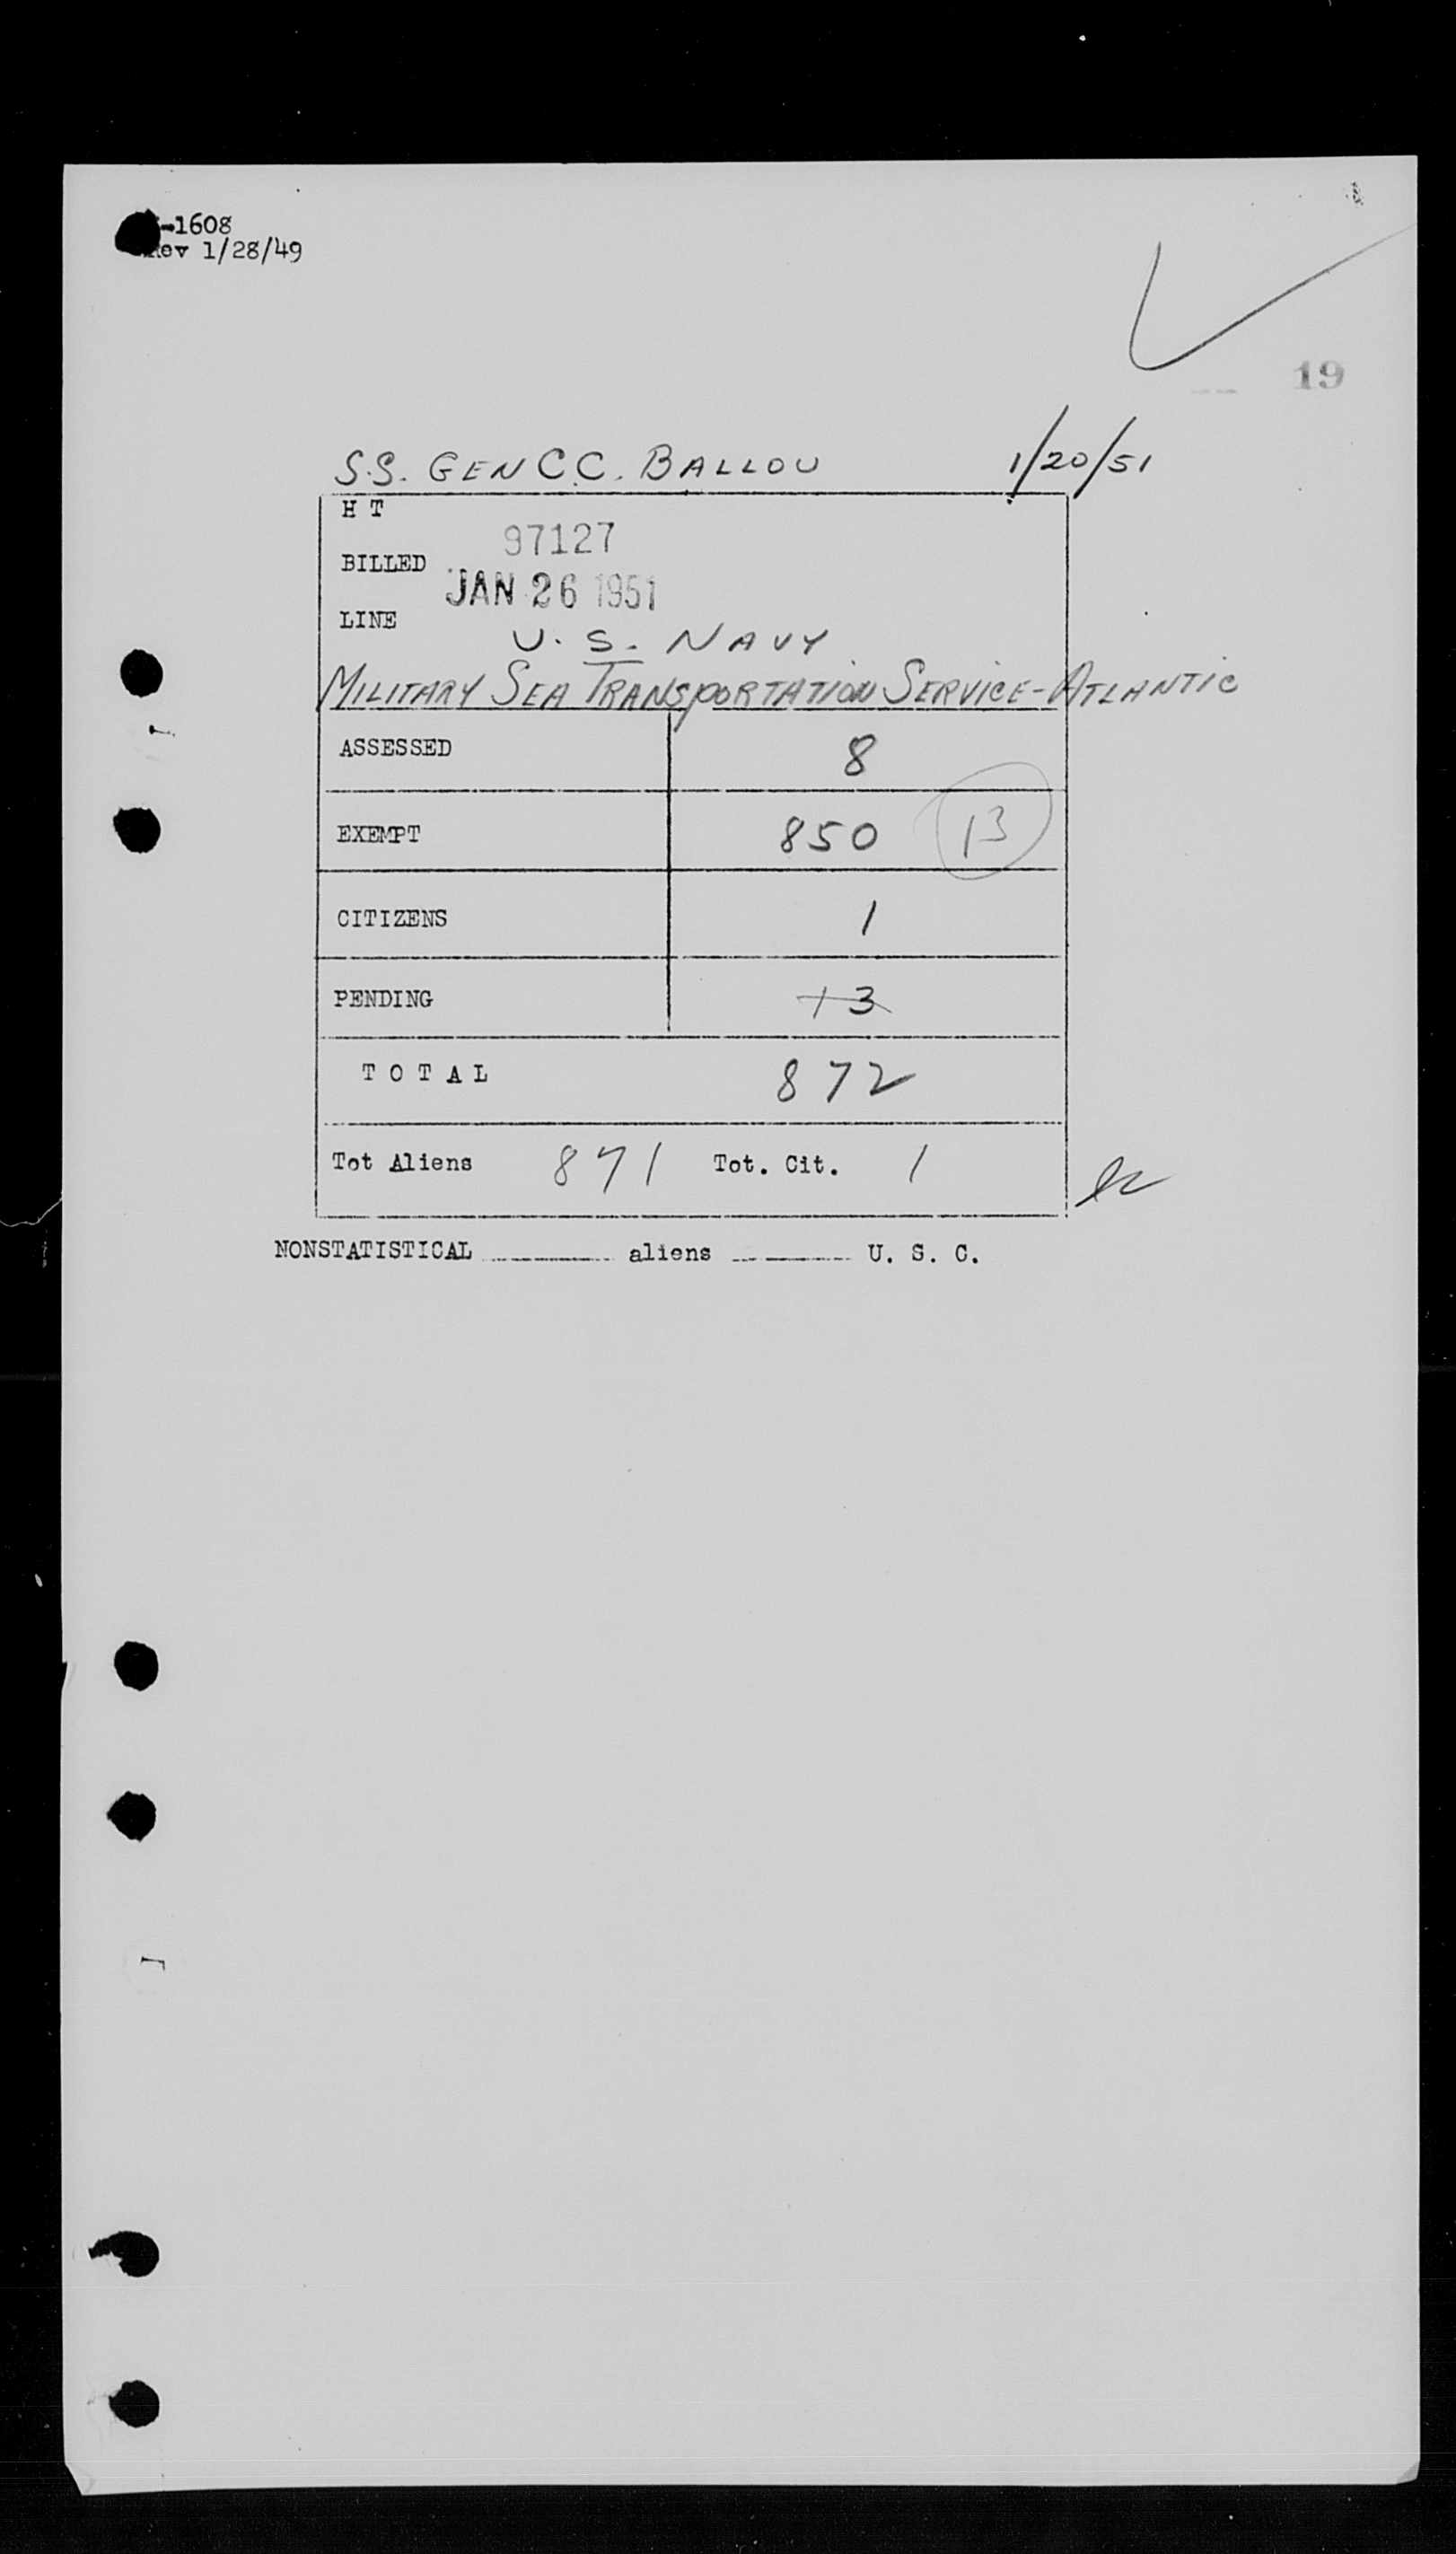 -1608
Rev 1/28/49
19
S.S. GEN C.C. BALLOU 1/20/51
H T
97127
BILLED
JAN 26 1951
LINE
U. S. NAVY
MILITARY SEA TRANSPORTATION SERVICE-ATLANTIC
ASSESSED 8
EXEMPT 850 13
CITIZENS 1
PENDING 13
T O T A L 872
Tot Aliens 871 Tot. Cit. 1
NONSTATISTICAL aliens U. S. C.